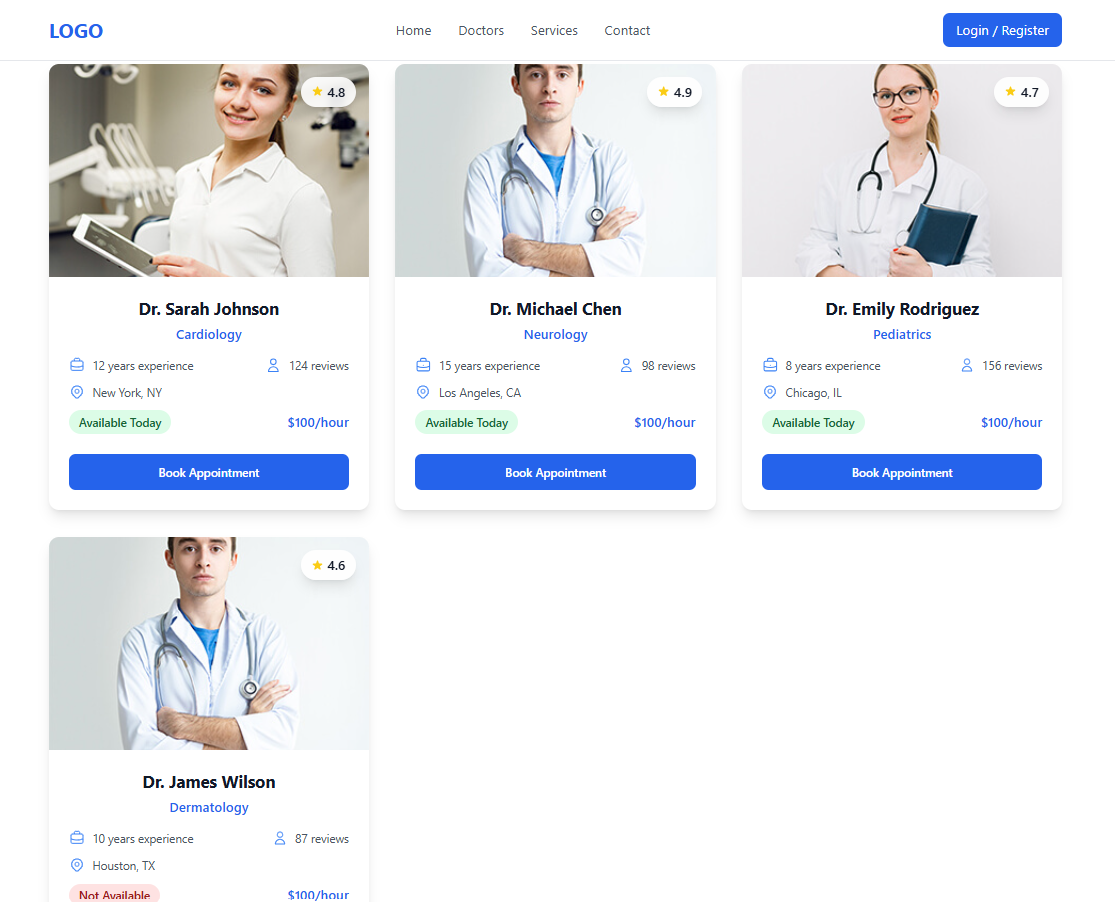 LOGO
Home Doctors Services Contact
Login / Register
4.8
Dr. Sarah Johnson
Cardiology
12 years experience 124 reviews
New York, NY
Available Today $100/hour
Book Appointment
4.9
Dr. Michael Chen
Neurology
15 years experience 98 reviews
Los Angeles, CA
Available Today $100/hour
Book Appointment
4.7
Dr. Emily Rodriguez
Pediatrics
8 years experience 156 reviews
Chicago, IL
Available Today $100/hour
Book Appointment
4.6
Dr. James Wilson
Dermatology
10 years experience 87 reviews
Houston, TX
Not Available $100/hour